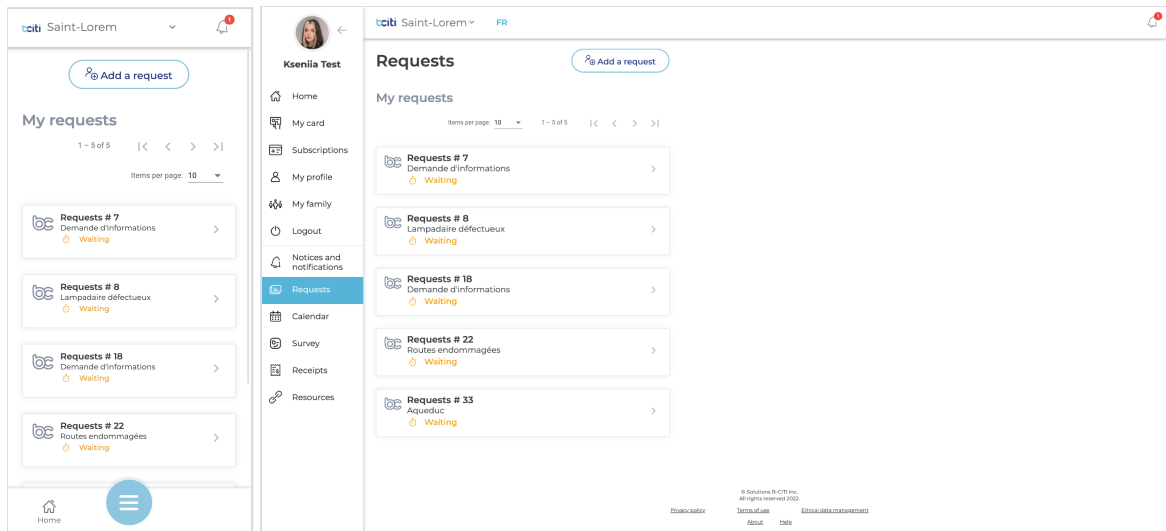 bciti Saint-Lorem
1
Add a request
My requests
1 – 5 of 5
Items per page: 10
Requests # 7
Demande d'informations
Waiting
Requests # 8
Lampadaire défectueux
Waiting
Requests # 18
Demande d'informations
Waiting
Requests # 22
Routes endommagées
Waiting
Home
Kseniia Test
Home
My card
Subscriptions
My profile
My family
Logout
Notices and
notifications
Requests
Calendar
Survey
Receipts
Resources
bciti Saint-Lorem FR
1
Requests
Add a request
My requests
Items per page: 10 1 – 5 of 5
bc Requests # 7
Demande d'informations
Waiting
Requests # 8
Lampadaire défectueux
Waiting
Requests # 18
Demande d'informations
Waiting
Requests # 22
Routes endommagées
Waiting
Requests # 33
Aqueduc
Waiting
© Solutions B-CITI Inc.
All rights reserved 2022.
Privacy policy Terms of use Ethical data management
About Help